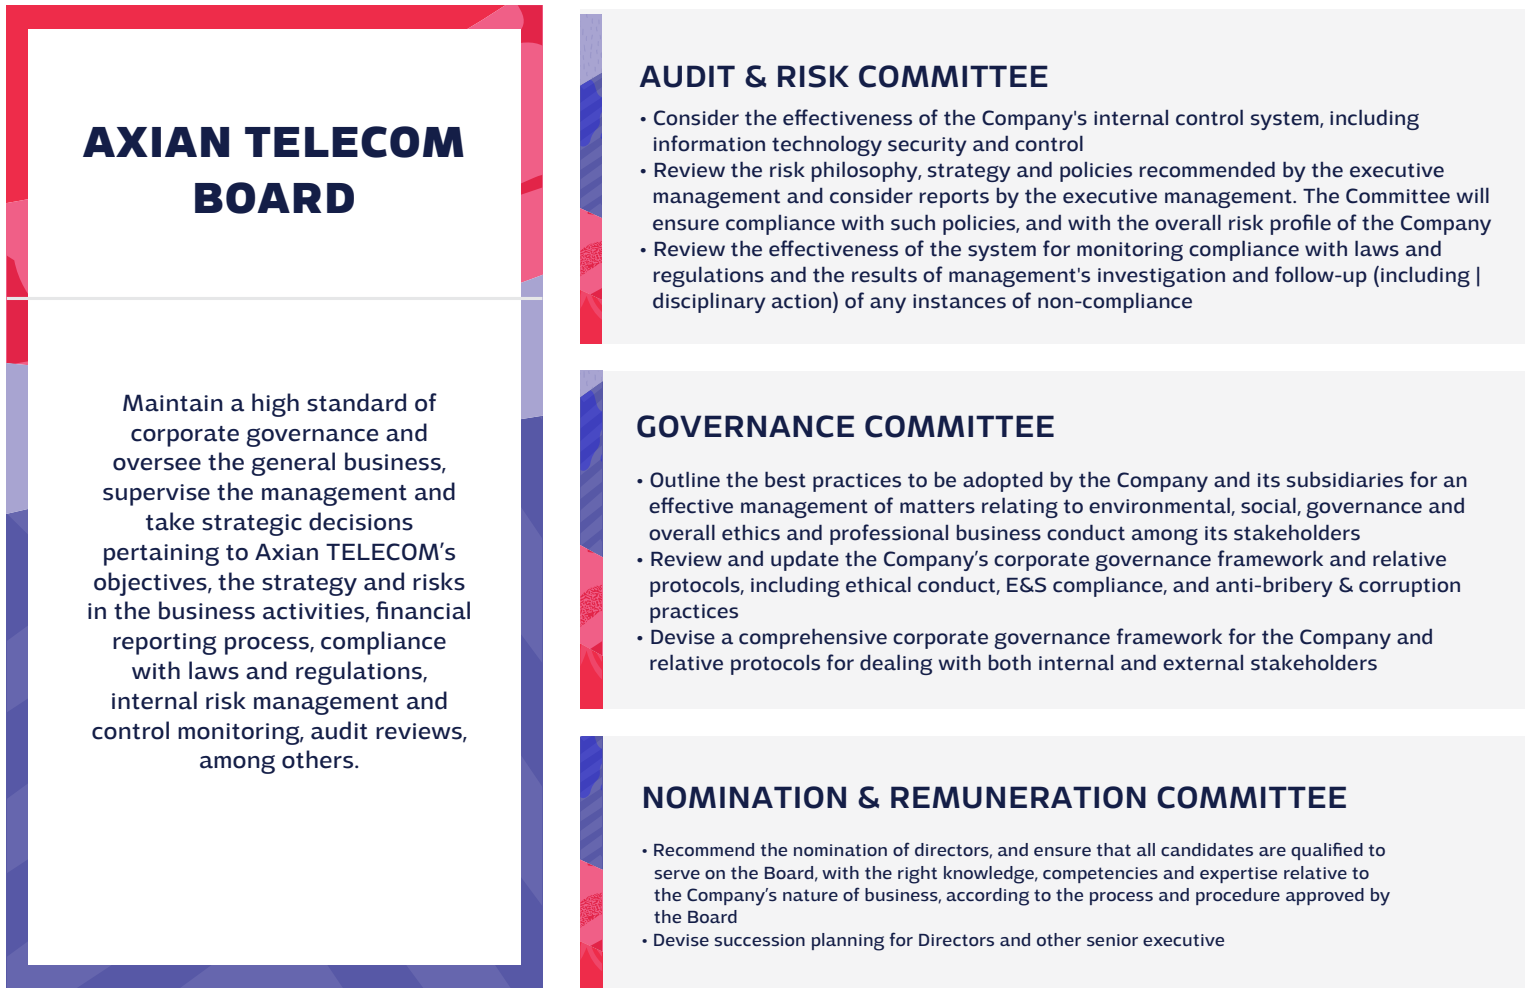 AXIAN TELECOM
BOARD
Maintain a high standard of
corporate governance and
oversee the general business,
supervise the management and
take strategic decisions
pertaining to Axian TELECOM’s
objectives, the strategy and risks
in the business activities, financial
reporting process, compliance
with laws and regulations,
internal risk management and
control monitoring, audit reviews,
among others.
AUDIT & RISK COMMITTEE
• Consider the effectiveness of the Company's internal control system, including
information technology security and control
• Review the risk philosophy, strategy and policies recommended by the executive
management and consider reports by the executive management. The Committee will
ensure compliance with such policies, and with the overall risk profile of the Company
• Review the effectiveness of the system for monitoring compliance with laws and
regulations and the results of management's investigation and follow-up (including |
disciplinary action) of any instances of non-compliance
GOVERNANCE COMMITTEE
• Outline the best practices to be adopted by the Company and its subsidiaries for an
effective management of matters relating to environmental, social, governance and
overall ethics and professional business conduct among its stakeholders
• Review and update the Company’s corporate governance framework and relative
protocols, including ethical conduct, E&S compliance, and anti-bribery & corruption
practices
• Devise a comprehensive corporate governance framework for the Company and
relative protocols for dealing with both internal and external stakeholders
NOMINATION & REMUNERATION COMMITTEE
• Recommend the nomination of directors, and ensure that all candidates are qualified to
serve on the Board, with the right knowledge, competencies and expertise relative to
the Company’s nature of business, according to the process and procedure approved by
the Board
• Devise succession planning for Directors and other senior executive